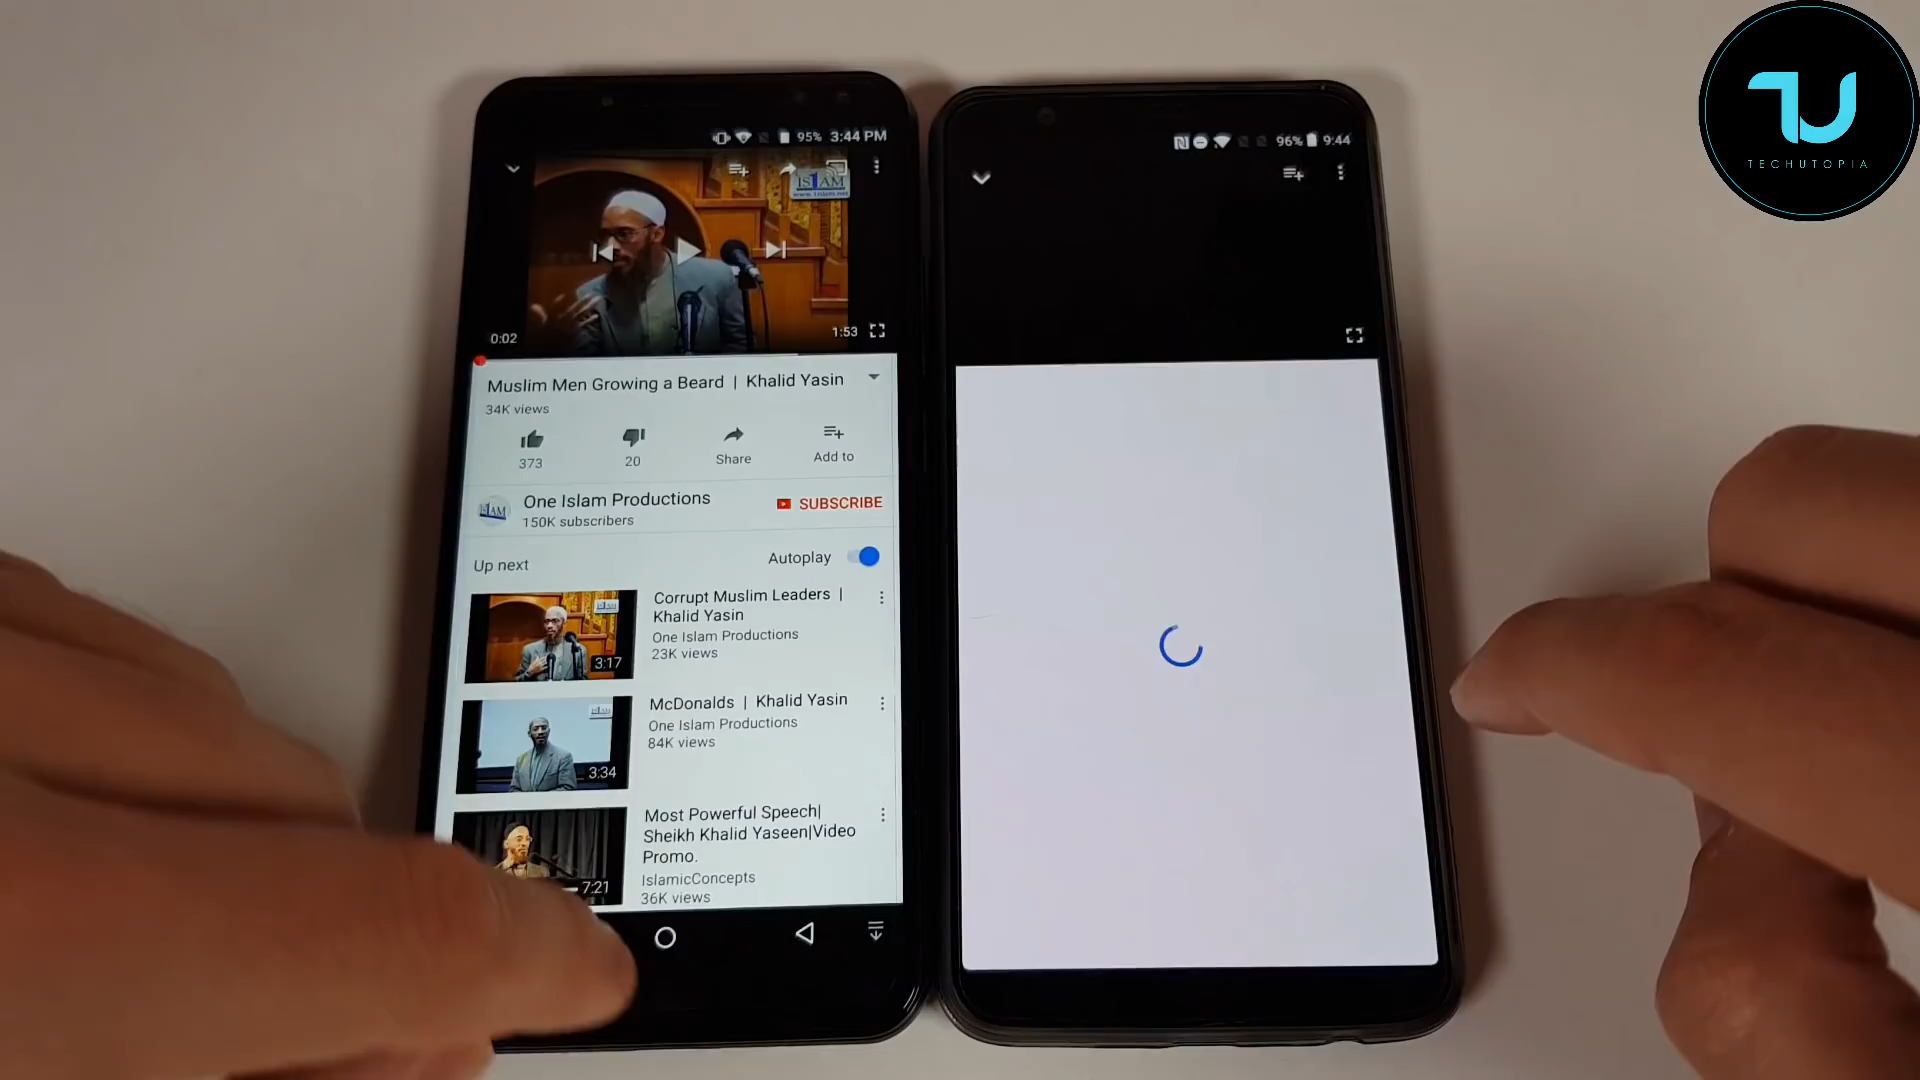 95% 3:44 PM
IS1AM
0:02
1:53
Muslim Men Growing a Beard | Khalid Yasin
34K views
373
20
Share
Add to
One Islam Productions
150K subscribers
SUBSCRIBE
Up next
Autoplay
Corrupt Muslim Leaders |
Khalid Yasin
One Islam Productions
23K views
3:17
McDonalds | Khalid Yasin
One Islam Productions
84K views
3:34
Most Powerful Speech|
Sheikh Khalid Yaseen|Video
Promo.
IslamicConcepts
36K views
7:21
96% 9:44
TU
TECHUTOPIA